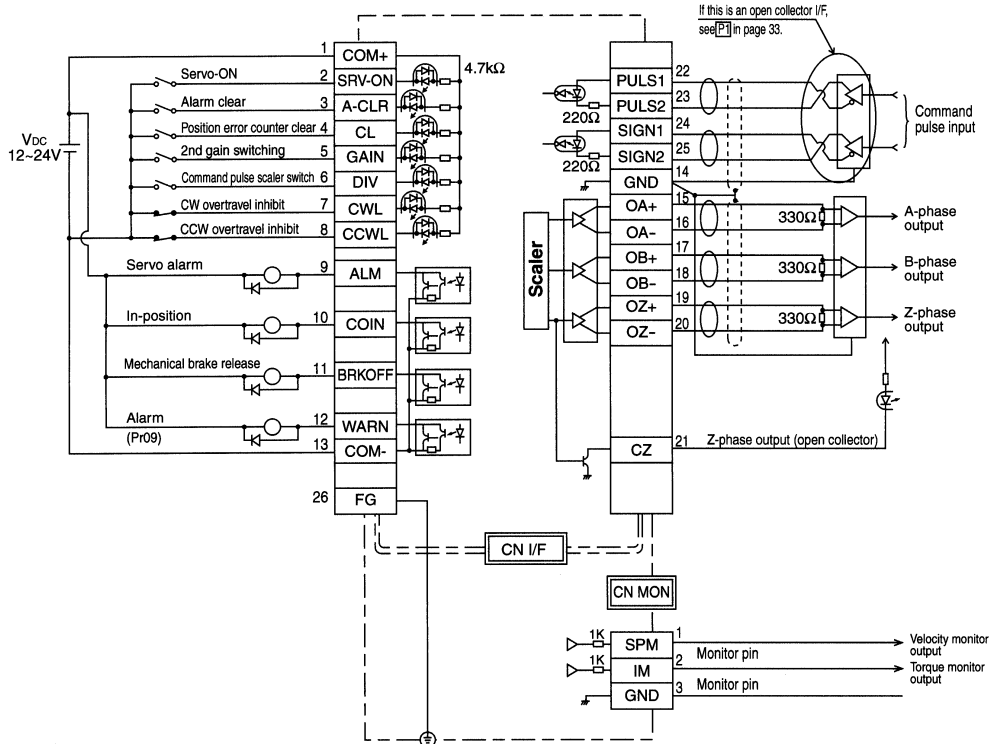 If this is an open collector I/F,
see P1 in page 33.
1 COM+
Servo-ON 2 SRV-ON
Alarm clear 3 A-CLR
Position error counter clear 4 CL
2nd gain switching 5 GAIN
Command pulse scaler switch 6 DIV
CW overtravel inhibit 7 CWL
CCW overtravel inhibit 8 CCWL
4.7kΩ
VDC
12~24V
Servo alarm 9 ALM
In-position 10 COIN
Mechanical brake release 11 BRKOFF
Alarm 12 WARN
(Pr09)
13 COM-
26 FG
PULS1 22
PULS2 23
220Ω
SIGN1 24
SIGN2 25
220Ω
GND 14
Command
pulse input
Scaler
OA+ 15
OA- 16
330Ω
A-phase
output
OB+ 17
OB- 18
330Ω
B-phase
output
OZ+ 19
OZ- 20
330Ω
Z-phase
output
CZ 21 Z-phase output (open collector)
CN I/F
CN MON
1K SPM 1
Monitor pin
Velocity monitor
output
1K IM 2
Monitor pin
Torque monitor
output
GND 3